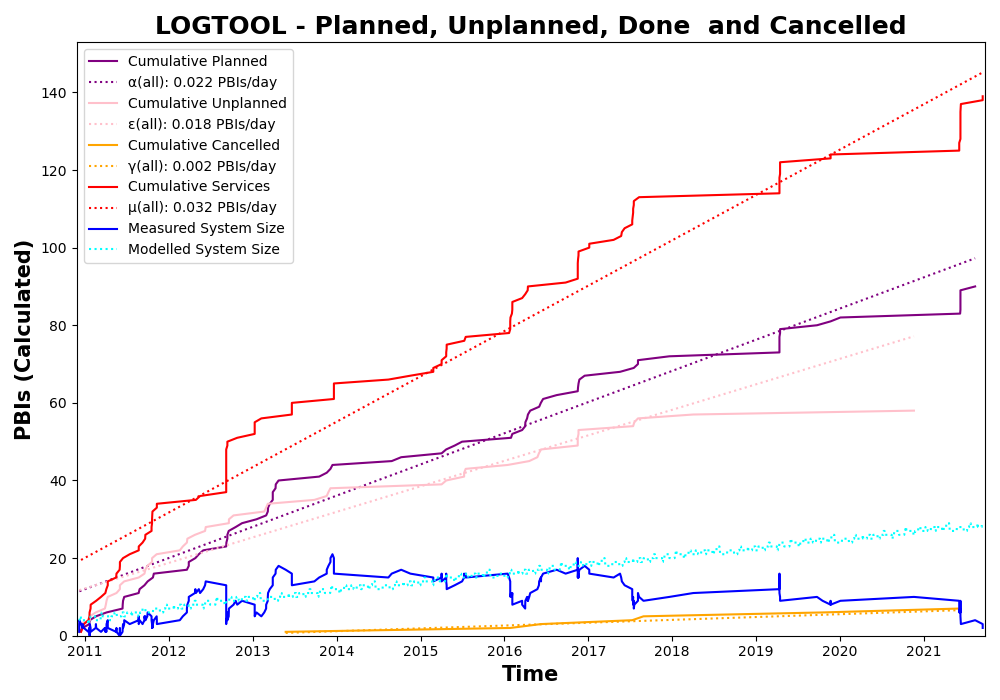 LOGTOOL - Planned, Unplanned, Done  and Cancelled
Cumulative Planned
α(all): 0.022 PBIs/day
Cumulative Unplanned
ε(all): 0.018 PBIs/day
Cumulative Cancelled
γ(all): 0.002 PBIs/day
Cumulative Services
μ(all): 0.032 PBIs/day
Measured System Size
Modelled System Size
PBIs (Calculated)
140
120
100
80
60
40
20
0
2011 2012 2013 2014 2015 2016 2017 2018 2019 2020 2021
Time